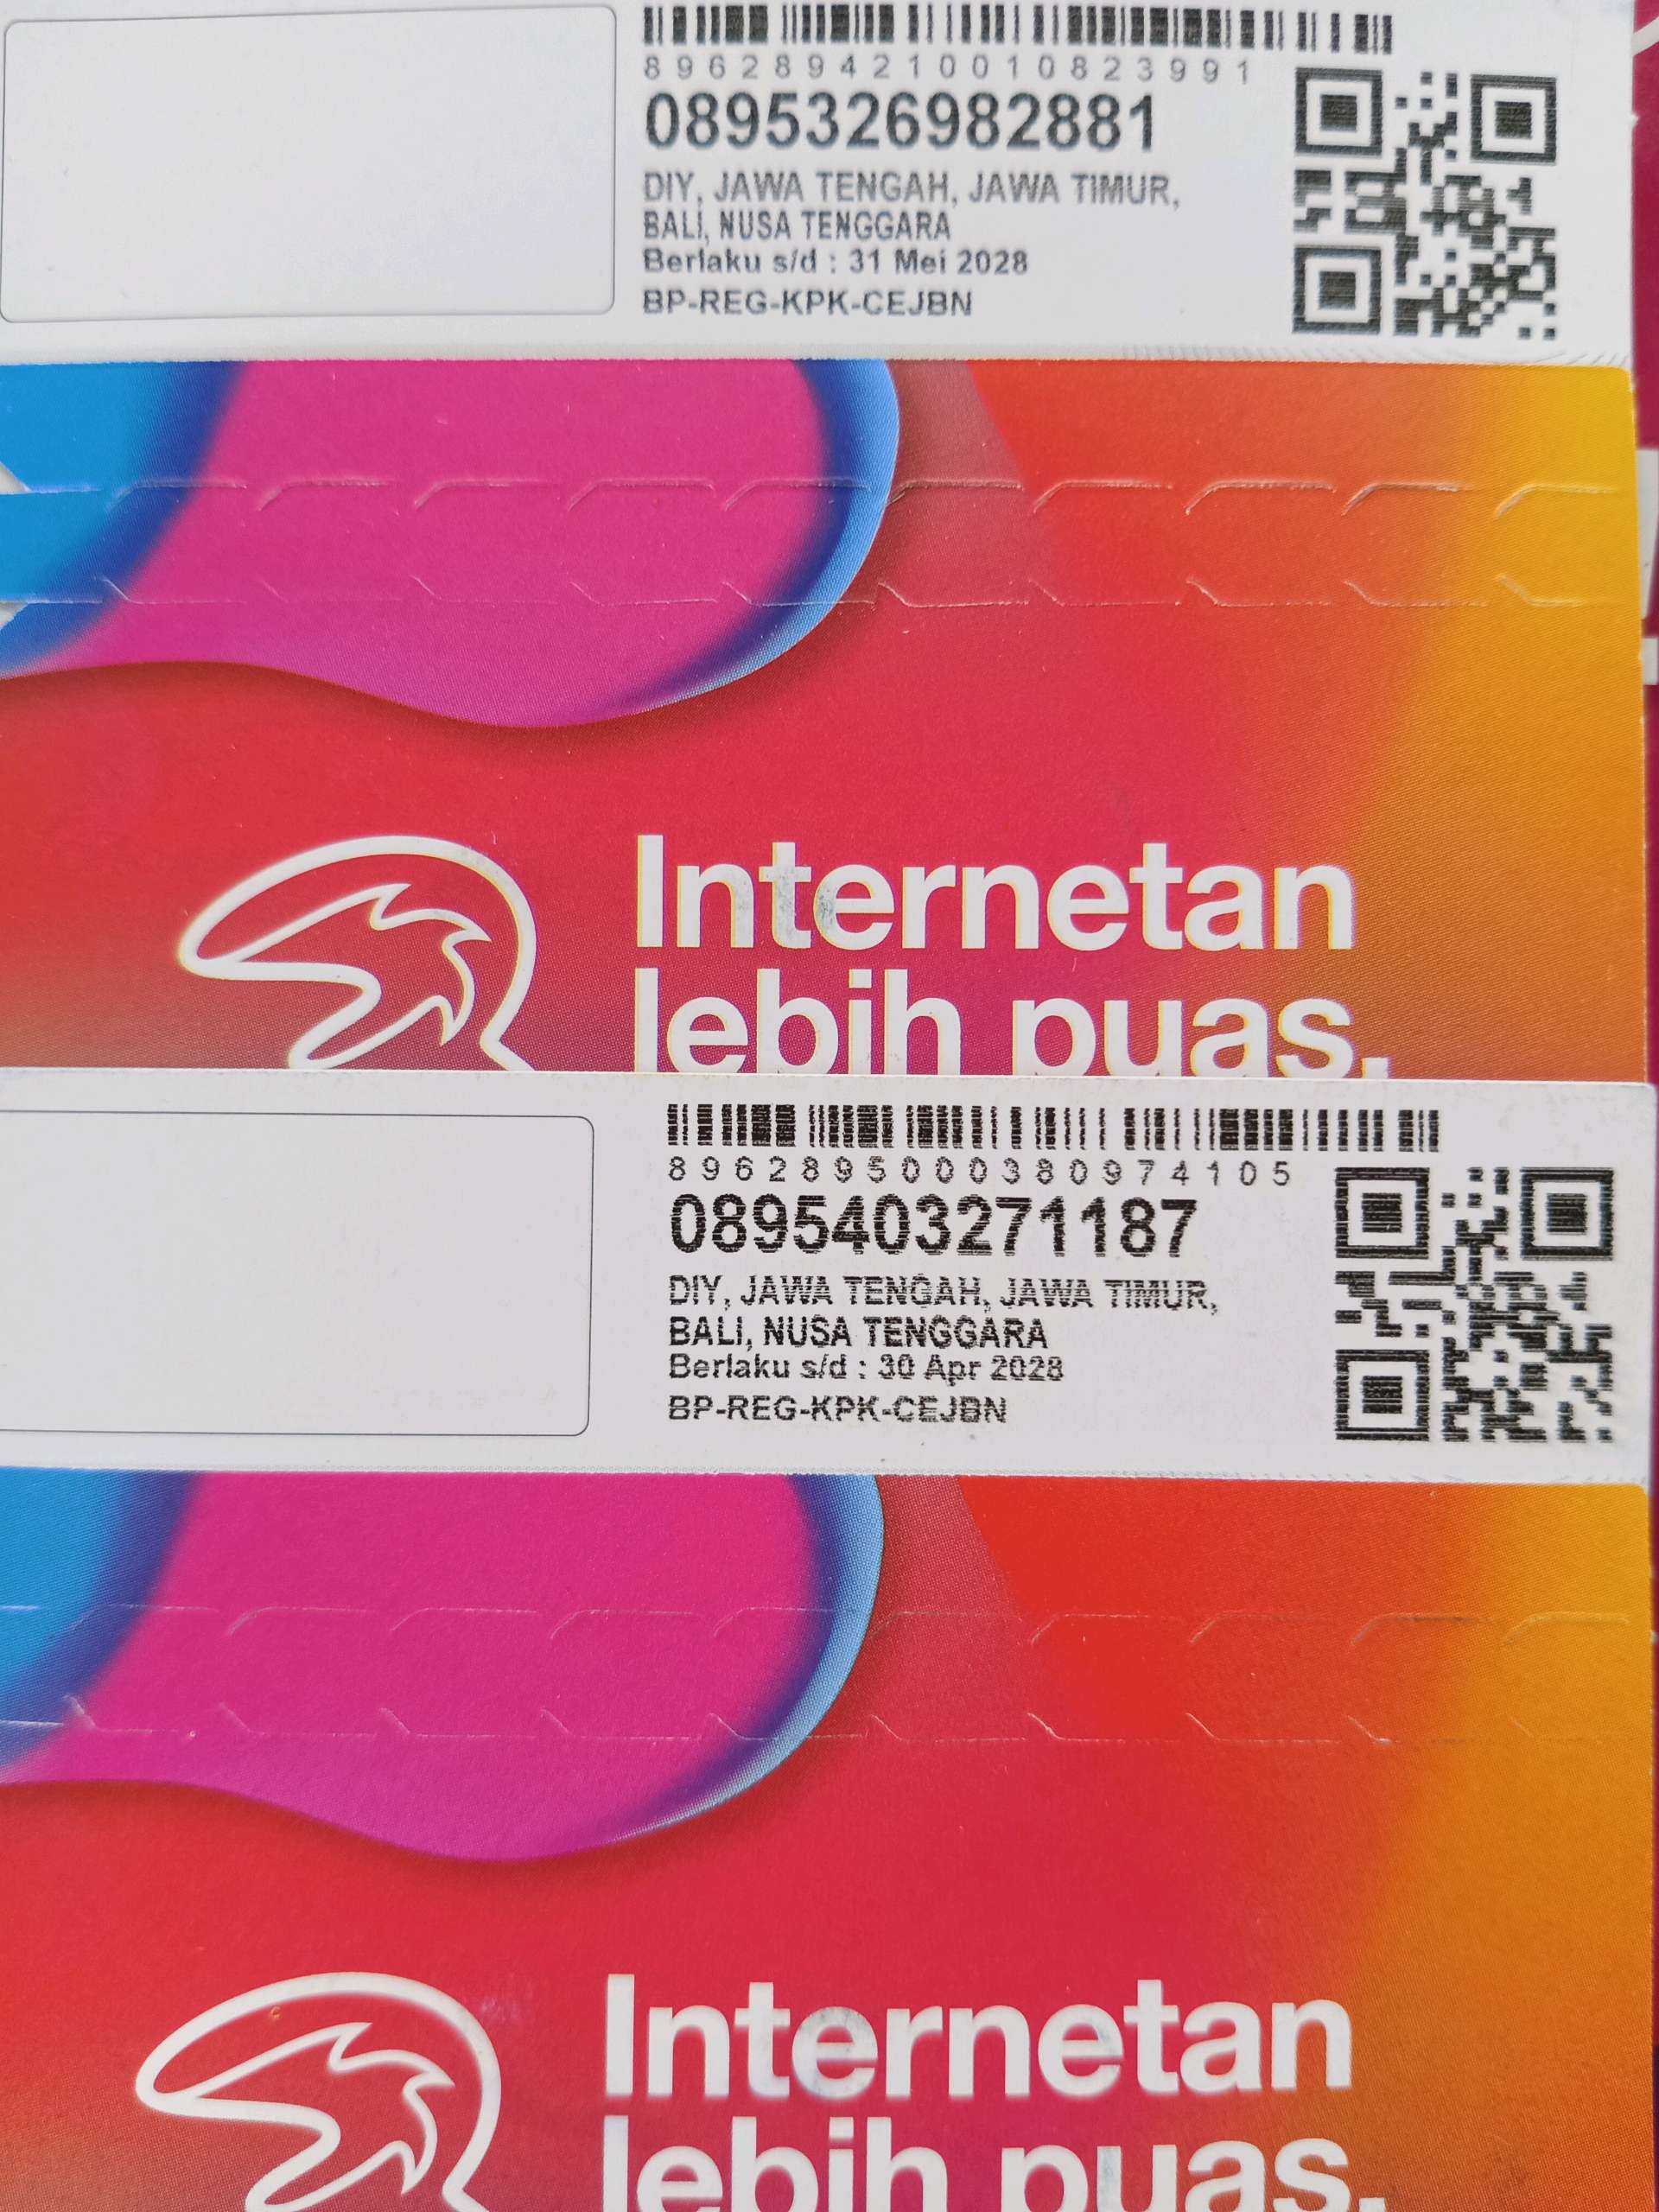 8962894210010823991
0895326982881
DIY, JAWA TENGAH, JAWA TIMUR,
BALI, NUSA TENGGARA
Berlaku s/d : 31 Mei 2028
BP-REG-KPK-CEJBN
Internetan
lebih puas.
8962895000380974105
0895403271187
DIY, JAWA TENGAH, JAWA TIMUR,
BALI, NUSA TENGGARA
Berlaku s/d : 30 Apr 2028
BP-REG-KPK-CEJBN
Internetan
lebih puas.